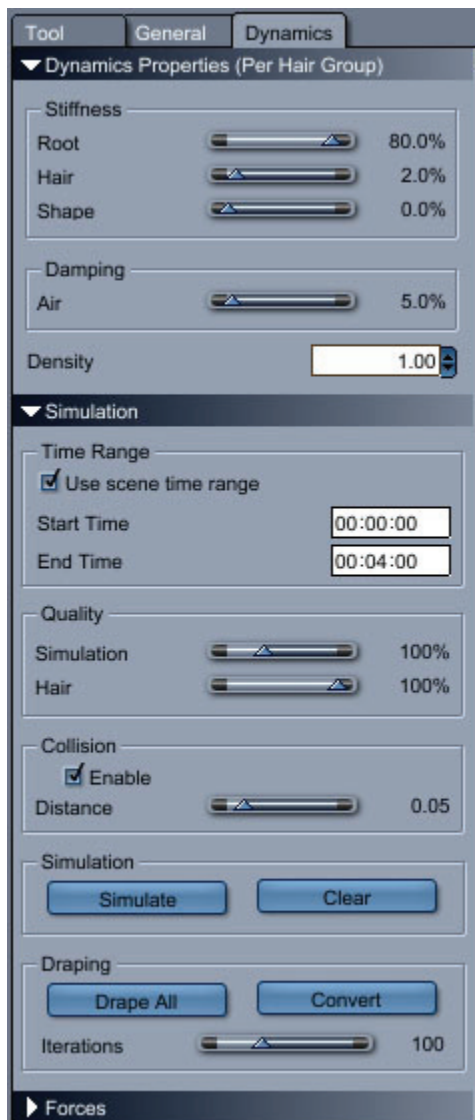 Tool General Dynamics
Dynamics Properties (Per Hair Group)
Stiffness
Root 80.0%
Hair 2.0%
Shape 0.0%
Damping
Air 5.0%
Density 1.00
Simulation
Time Range
Use scene time range
Start Time 00:00:00
End Time 00:04:00
Quality
Simulation 100%
Hair 100%
Collision
Enable
Distance 0.05
Simulation
Simulate Clear
Draping
Drape All Convert
Iterations 100
Forces